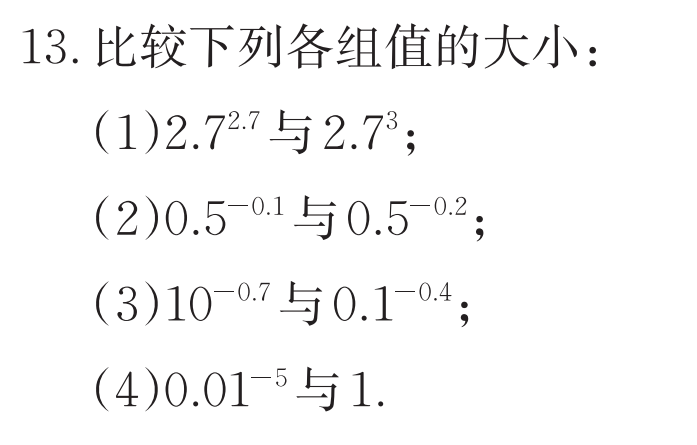 13. 比较下列各组值的大小:
(1)2.7^{2.7}与2.7^{3};
(2)0.5^{-0.1}与0.5^{-0.2};
(3)10^{-0.7}与0.1^{-0.4};
(4)0.01^{-5}与1.